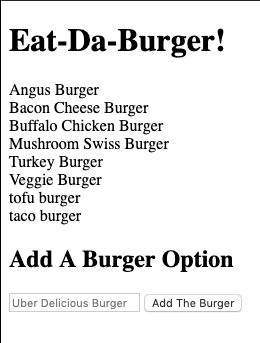 Eat-Da-Burger!
Angus Burger
Bacon Cheese Burger
Buffalo Chicken Burger
Mushroom Swiss Burger
Turkey Burger
Veggie Burger
tofu burger
taco burger
Add A Burger Option
Uber Delicious Burger Add The Burger